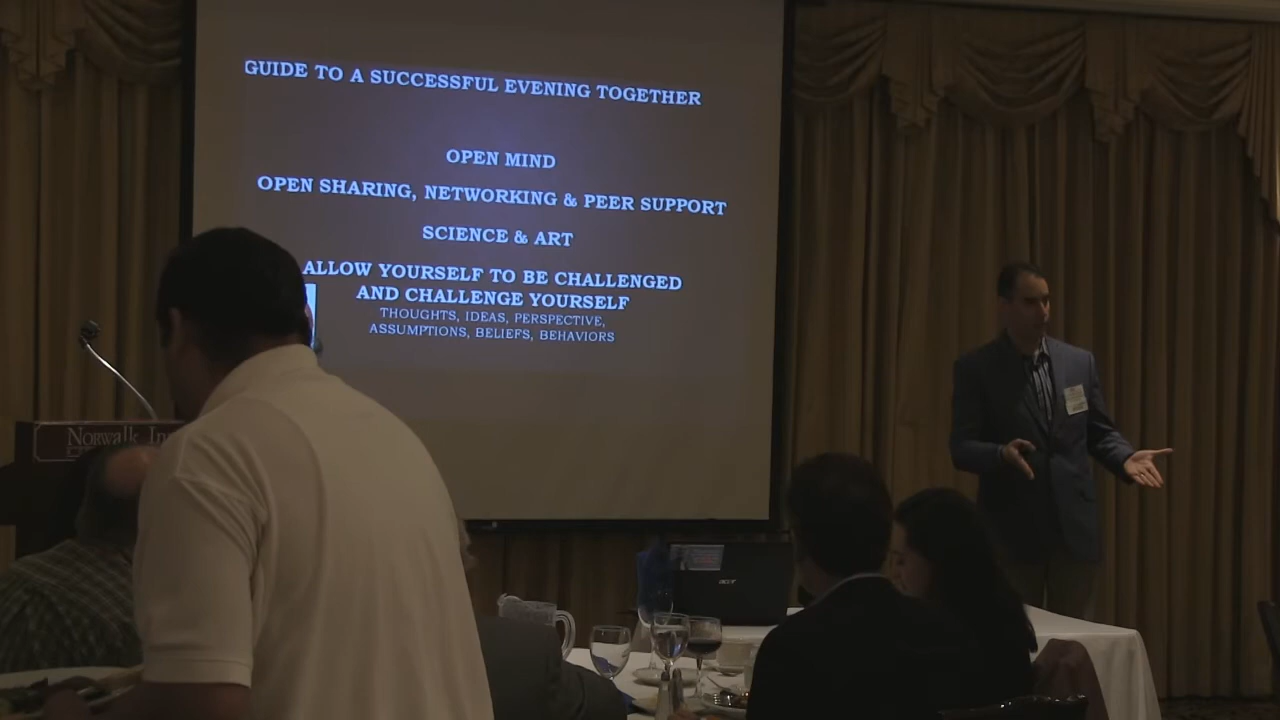 GUIDE TO A SUCCESSFUL EVENING TOGETHER
OPEN MIND
OPEN SHARING, NETWORKING & PEER SUPPORT
SCIENCE & ART
ALLOW YOURSELF TO BE CHALLENGED
AND CHALLENGE YOURSELF
THOUGHTS, IDEAS, PERSPECTIVE,
ASSUMPTIONS, BELIEFS, BEHAVIORS
NORWALK
acer